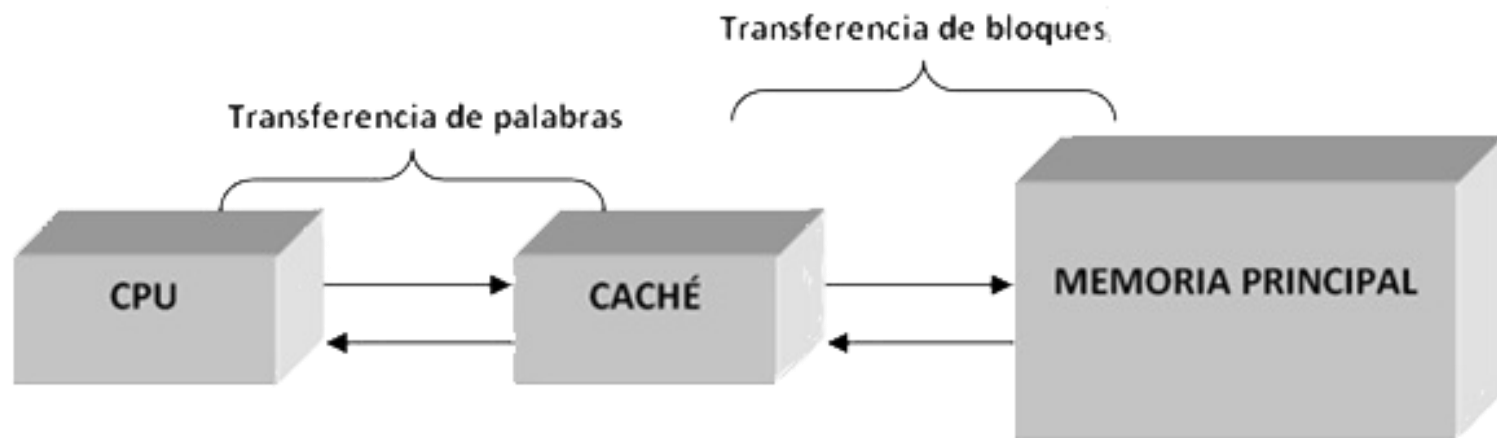 Transferencia de bloques
Transferencia de palabras
CPU
CACHÉ
MEMORIA PRINCIPAL